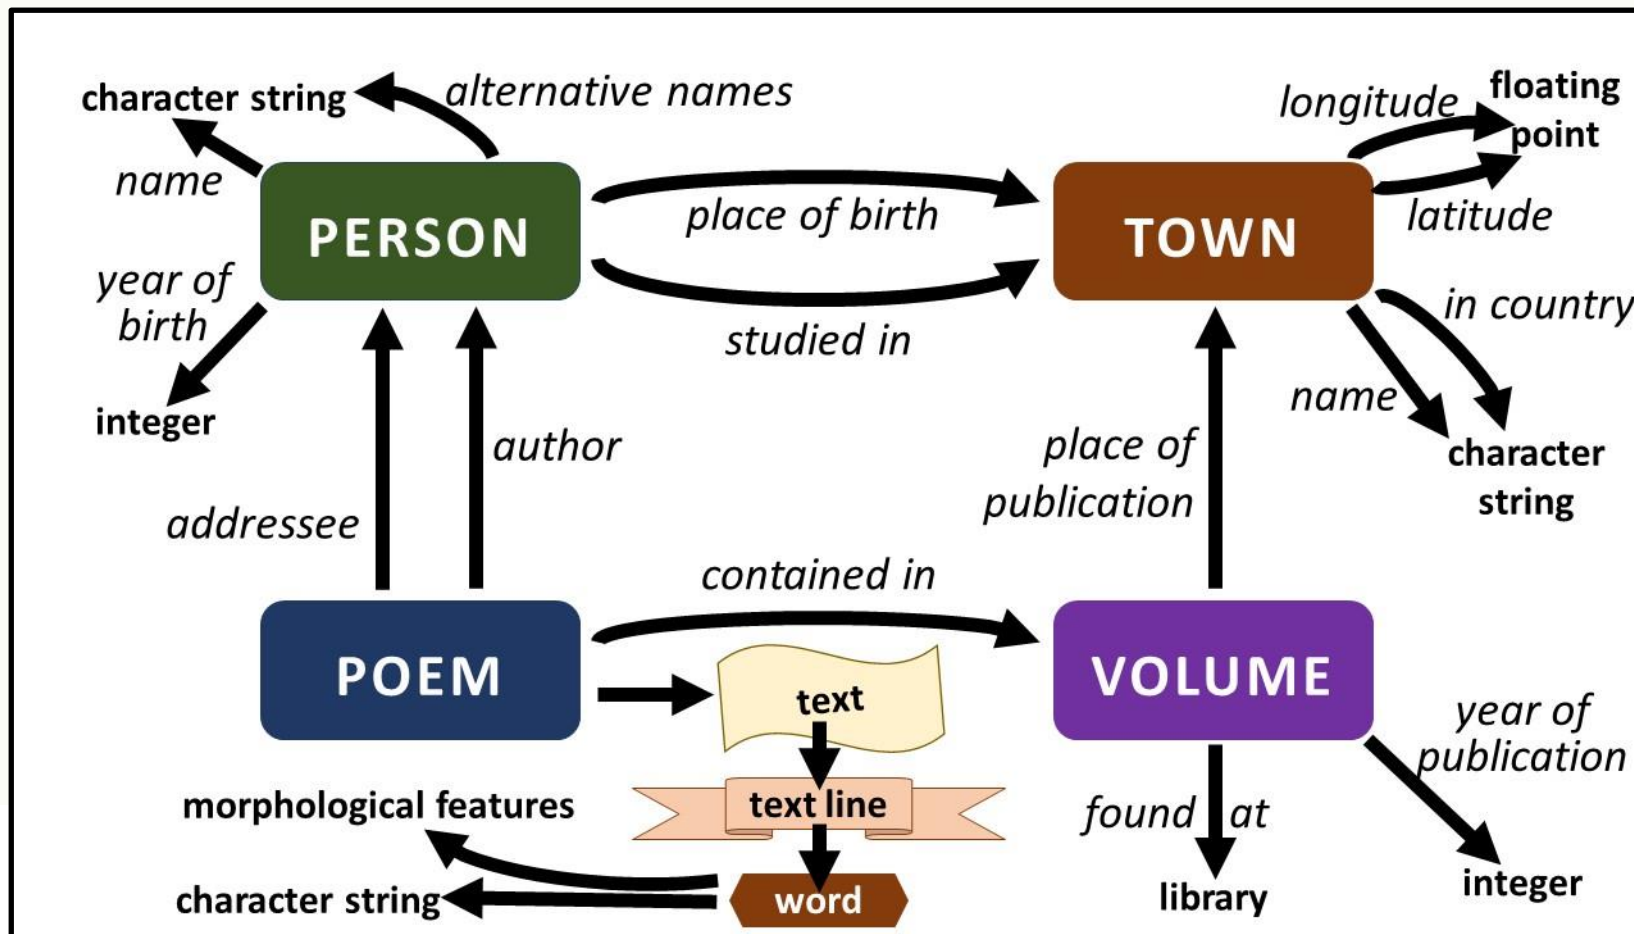 character string
alternative names
longitude
floating
point
name
PERSON
place of birth
TOWN
latitude
year of
birth
studied in
in country
name
integer
author
addressee
place of
publication
character
string
contained in
POEM
text
VOLUME
year of
publication
morphological features
text line
found at
character string
word
library
integer